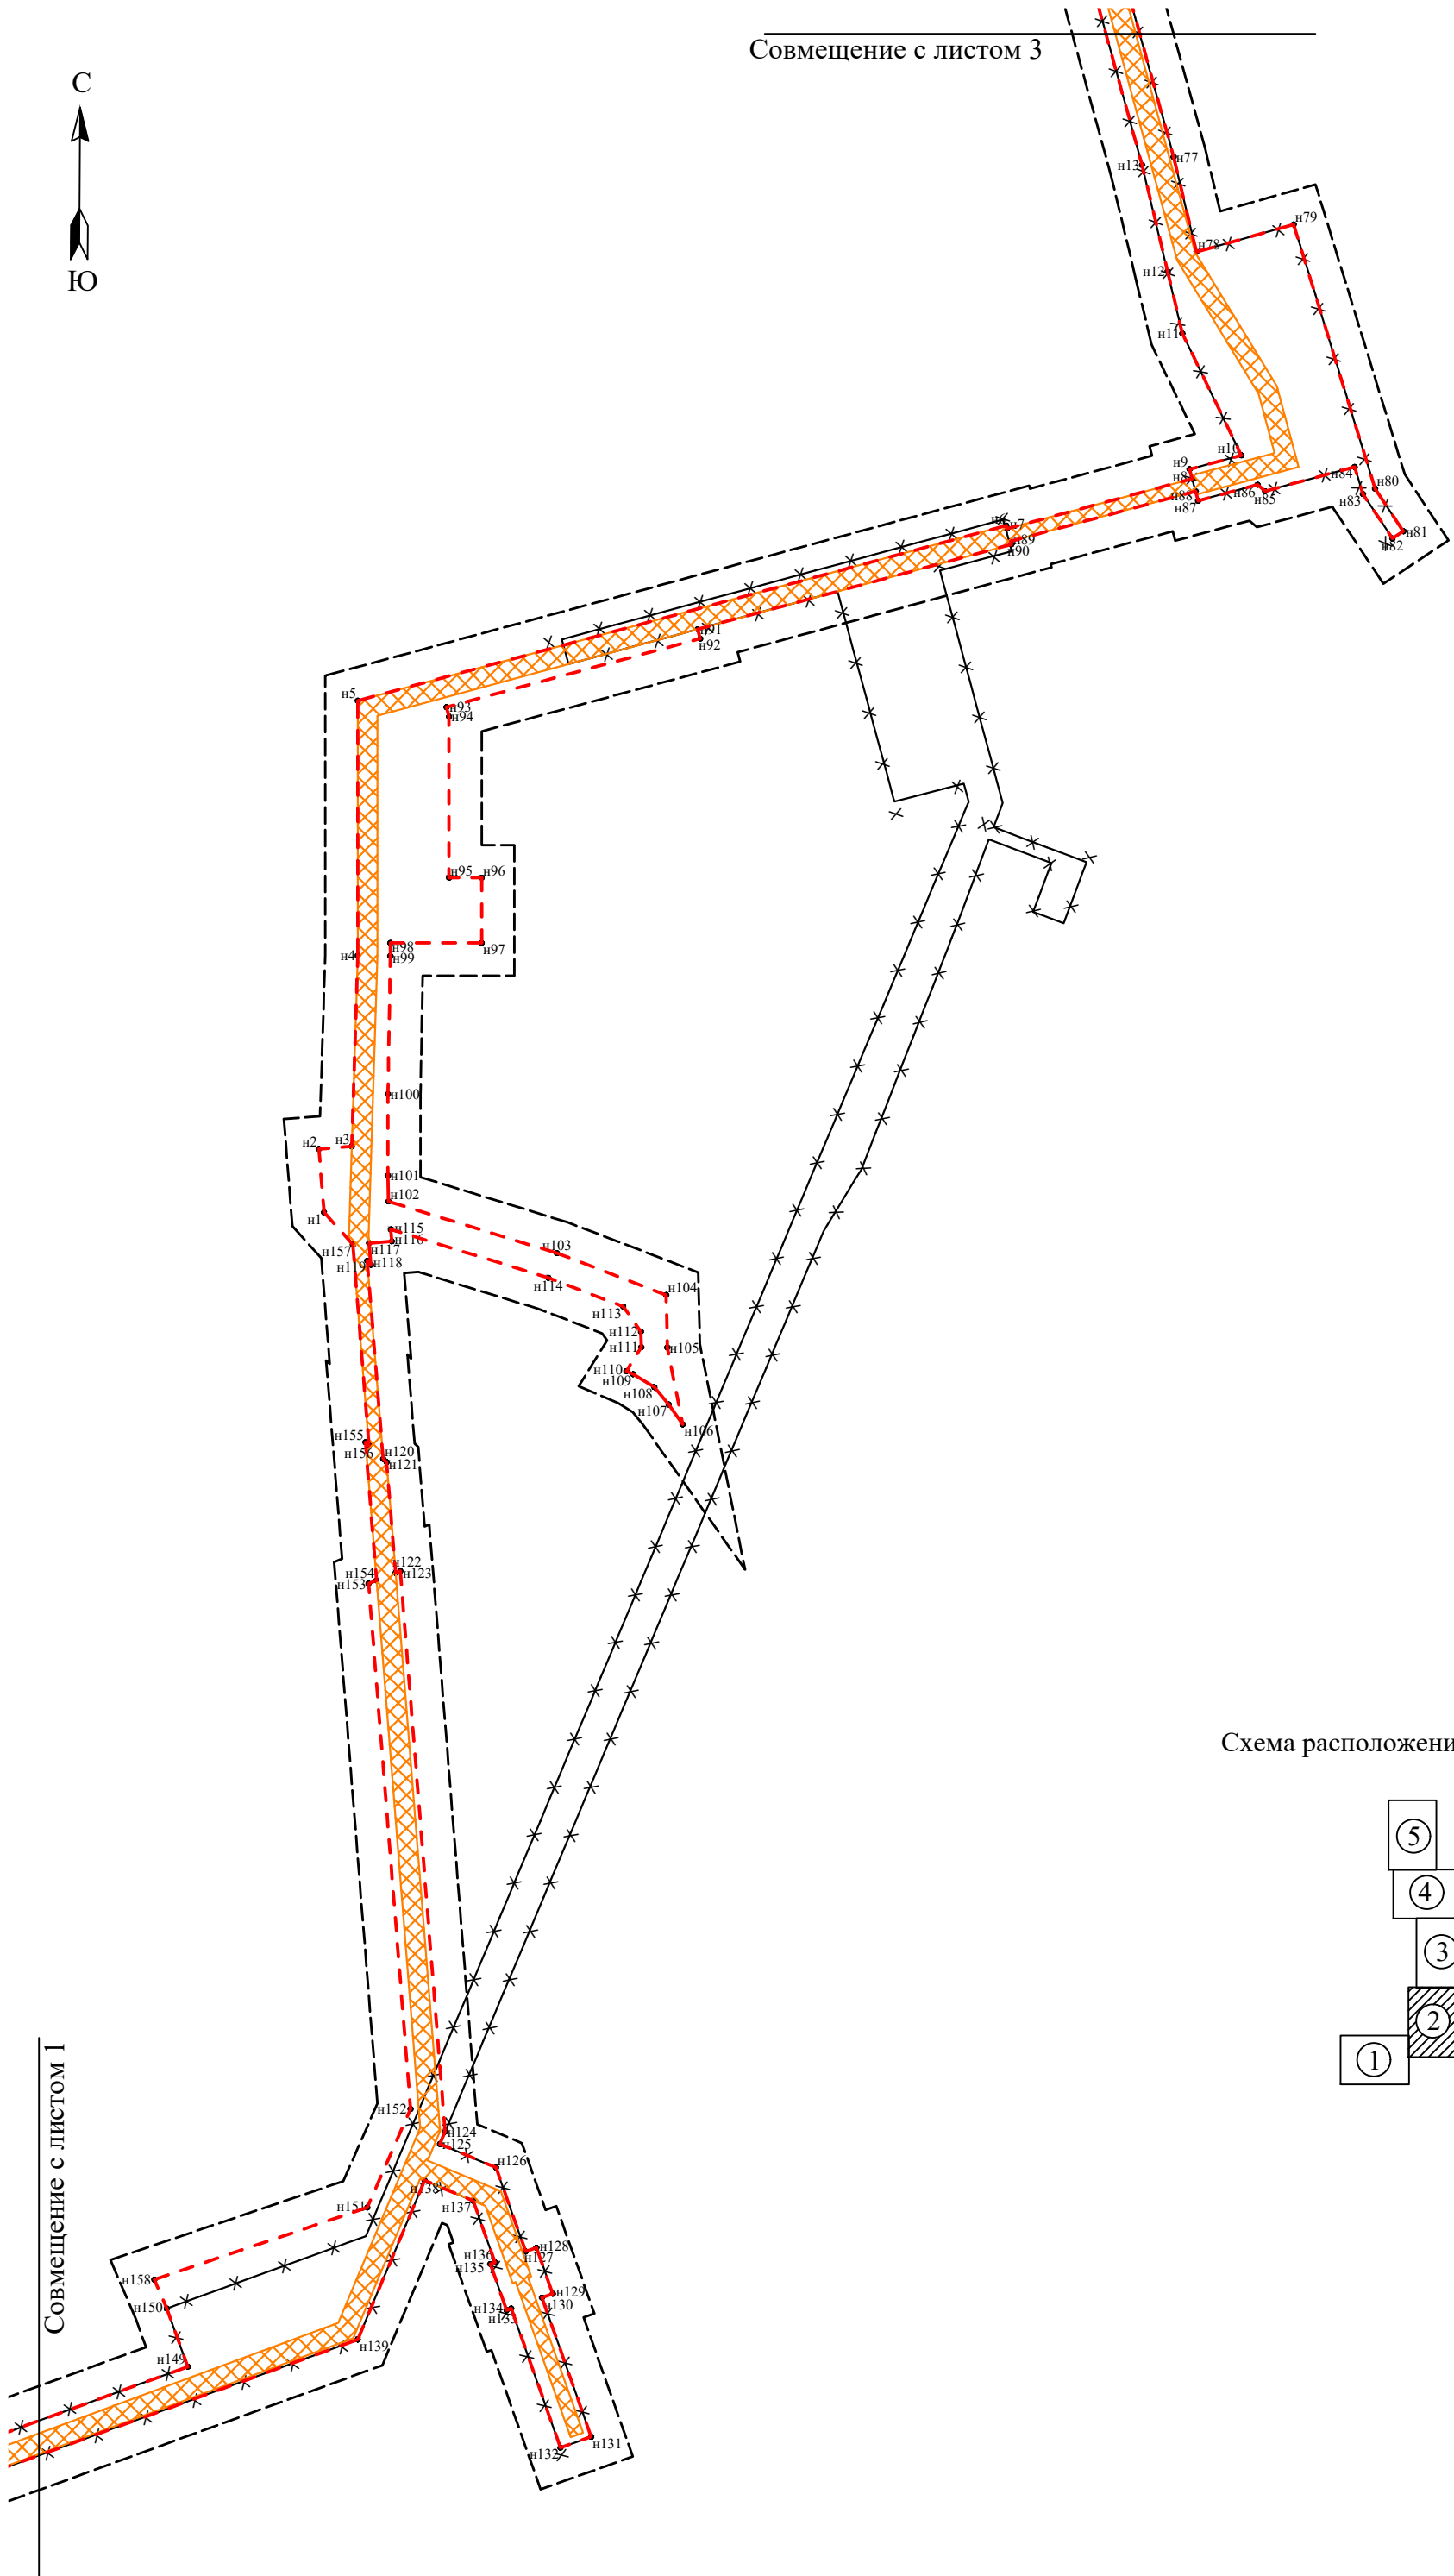 Совмещение с листом 3
С
Ю
н77
н13
н79
н78
н12
н11
н10
н9
н8
н84
н80
н83
н88
н86
н85
н87
н81
н82
н6
н7
н89
н90
н91
н92
н5
н93
н94
н95
н96
н97
н98
н99
н4
н100
н2
н3
н101
н102
н1
н115
н116
н117
н157
н103
н119
н118
н114
н104
н113
н112
н111
н105
н110
н109
н108
н107
н106
н155
н156
н120
н121
н122
н154
н123
н153
Схема расположени
5
4
3
2
1
Совмещение с листом 1
н152
н124
н125
н126
н138
н151
н137
н128
н127
н136
н135
н158
н129
н150
н130
н134
н133
н139
н149
н131
н132